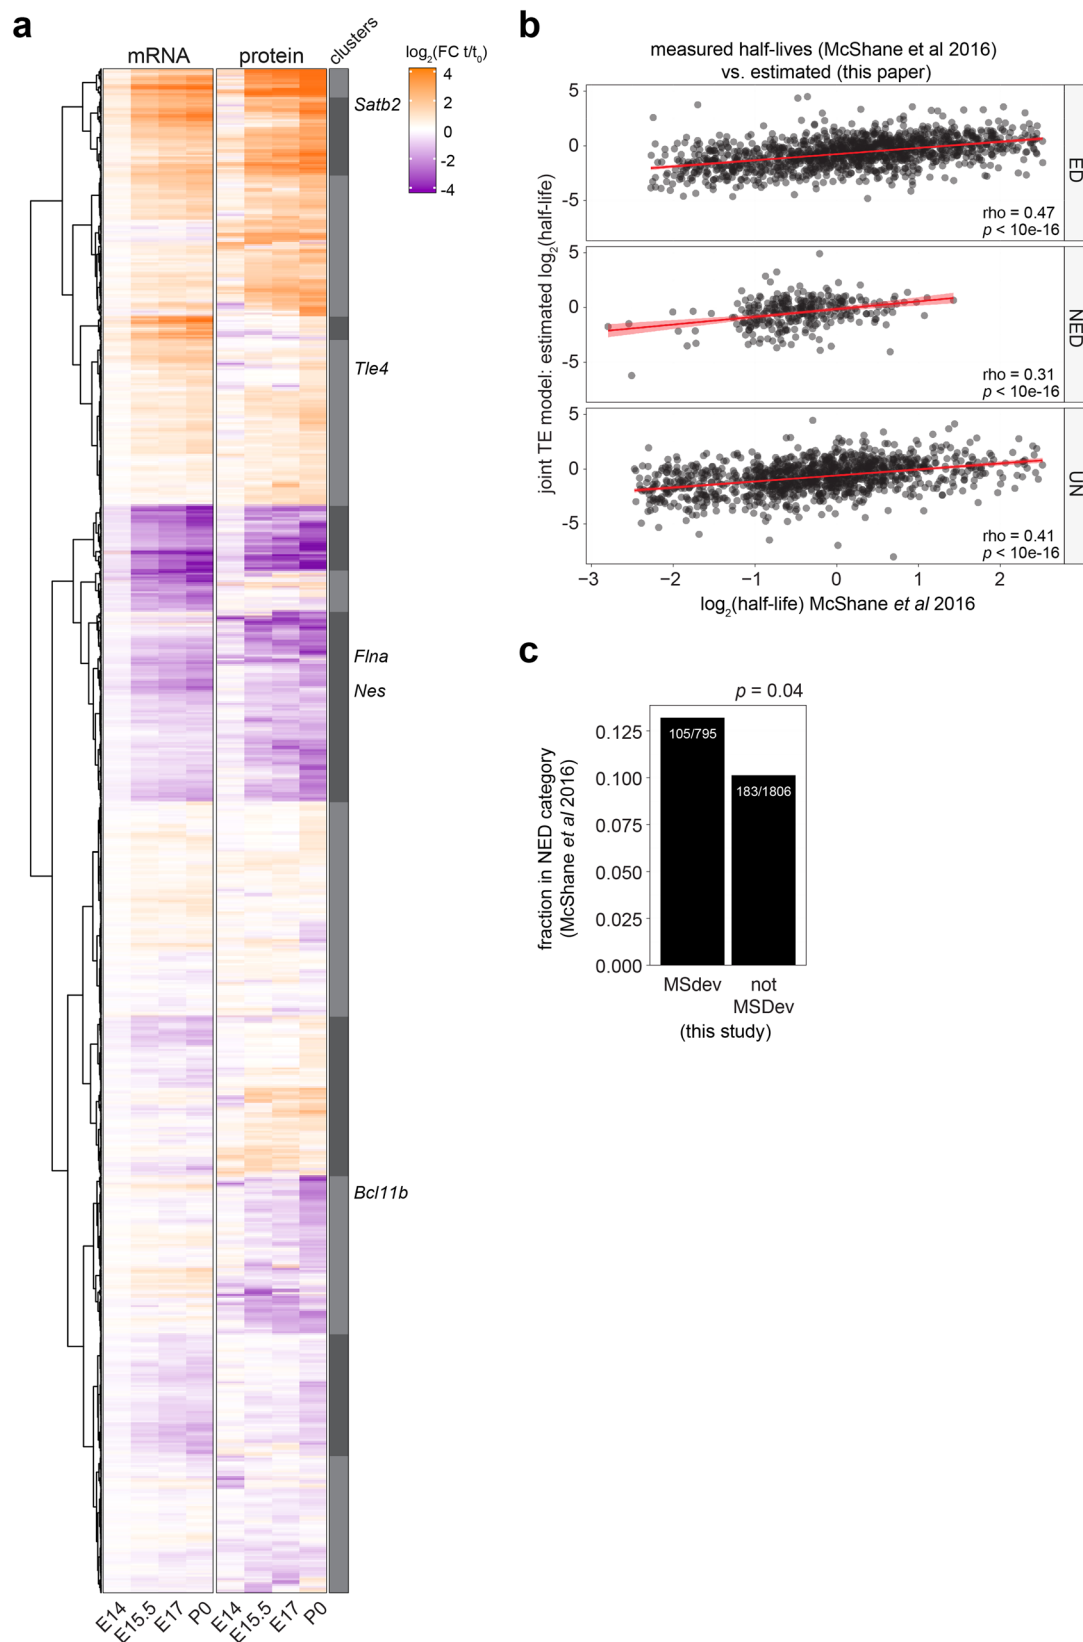 a
mRNA
protein
clusters
log2(FC t/t0)
4
2
0
-2
-4
Satb2
Tle4
Flna
Nes
Bcl11b
E14
E15.5
E17
P0
E14
E15.5
E17
P0
b
measured half-lives (McShane et al 2016)
vs. estimated (this paper)
joint TE model: estimated log2(half-life)
5
0
-5
rho = 0.47
p < 10e-16
ED
5
0
-5
rho = 0.31
p < 10e-16
NED
5
0
-5
rho = 0.41
p < 10e-16
UN
−3
−2
−1
0
1
2
log2(half-life) McShane et al 2016
c
p = 0.04
fraction in NED category
(McShane et al 2016)
0.125
0.100
0.075
0.050
0.025
0.000
105/795
183/1806
MSdev
not
MSDev
(this study)